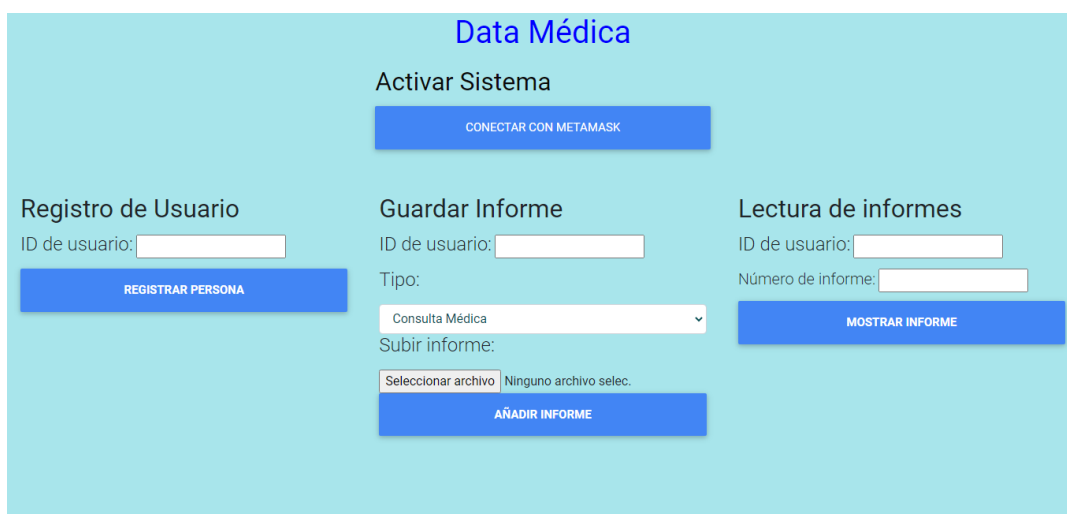 Data Médica
Activar Sistema
CONECTAR CON METAMASK
Registro de Usuario
ID de usuario:
REGISTRAR PERSONA
Guardar Informe
ID de usuario:
Tipo:
Consulta Médica
Subir informe:
Seleccionar archivo Ninguno archivo selec.
AÑADIR INFORME
Lectura de informes
ID de usuario:
Número de informe:
MOSTRAR INFORME